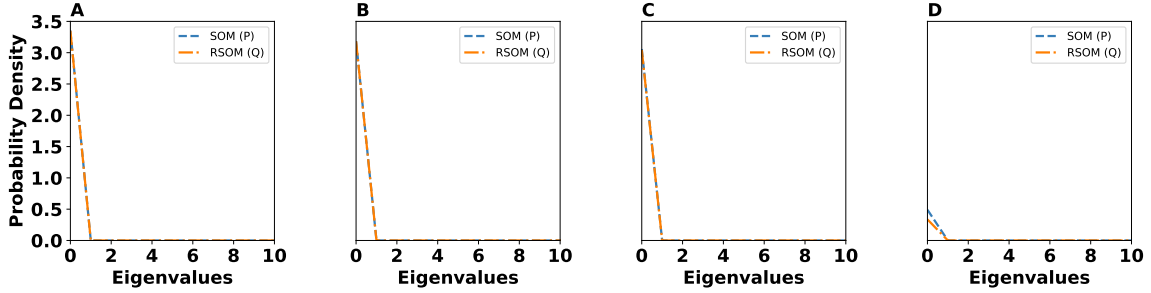 A
B
C
D
Probability Density
3.5
3.0
2.5
2.0
1.5
1.0
0.5
0.0
SOM (P)
RSOM (Q)
0 2 4 6 8 10
Eigenvalues
SOM (P)
RSOM (Q)
0 2 4 6 8 10
Eigenvalues
SOM (P)
RSOM (Q)
0 2 4 6 8 10
Eigenvalues
SOM (P)
RSOM (Q)
0 2 4 6 8 10
Eigenvalues